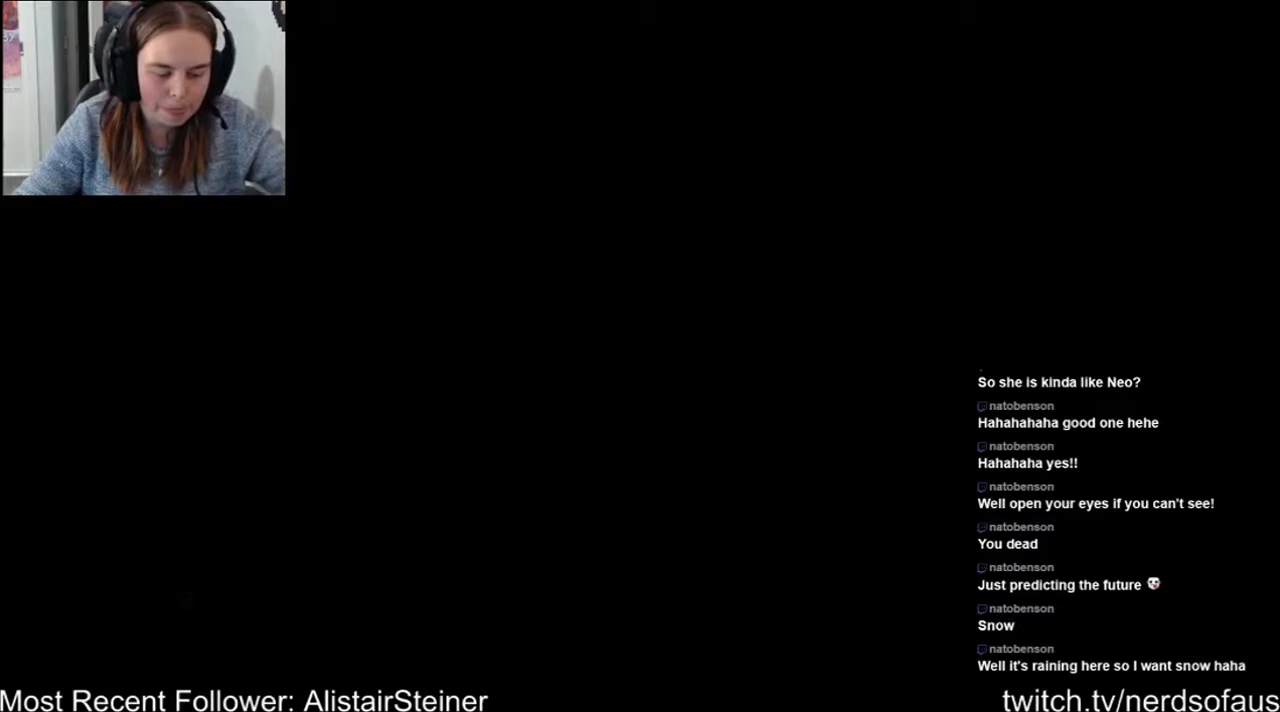 So she is kinda like Neo?
natobenson
Hahahahaha good one hehe
natobenson
Hahahaha yes!!
natobenson
Well open your eyes if you can't see!
natobenson
You dead
natobenson
Just predicting the future
natobenson
Snow
natobenson
Well it's raining here so I want snow haha
Most Recent Follower: AlistairSteiner
twitch.tv/nerdsofaus